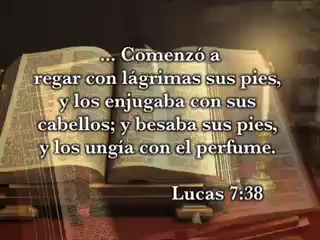 ... Comenzó a
regar con lágrimas sus pies,
y los enjugaba con sus
cabellos; y besaba sus pies,
y los ungía con el perfume.
Lucas 7:38